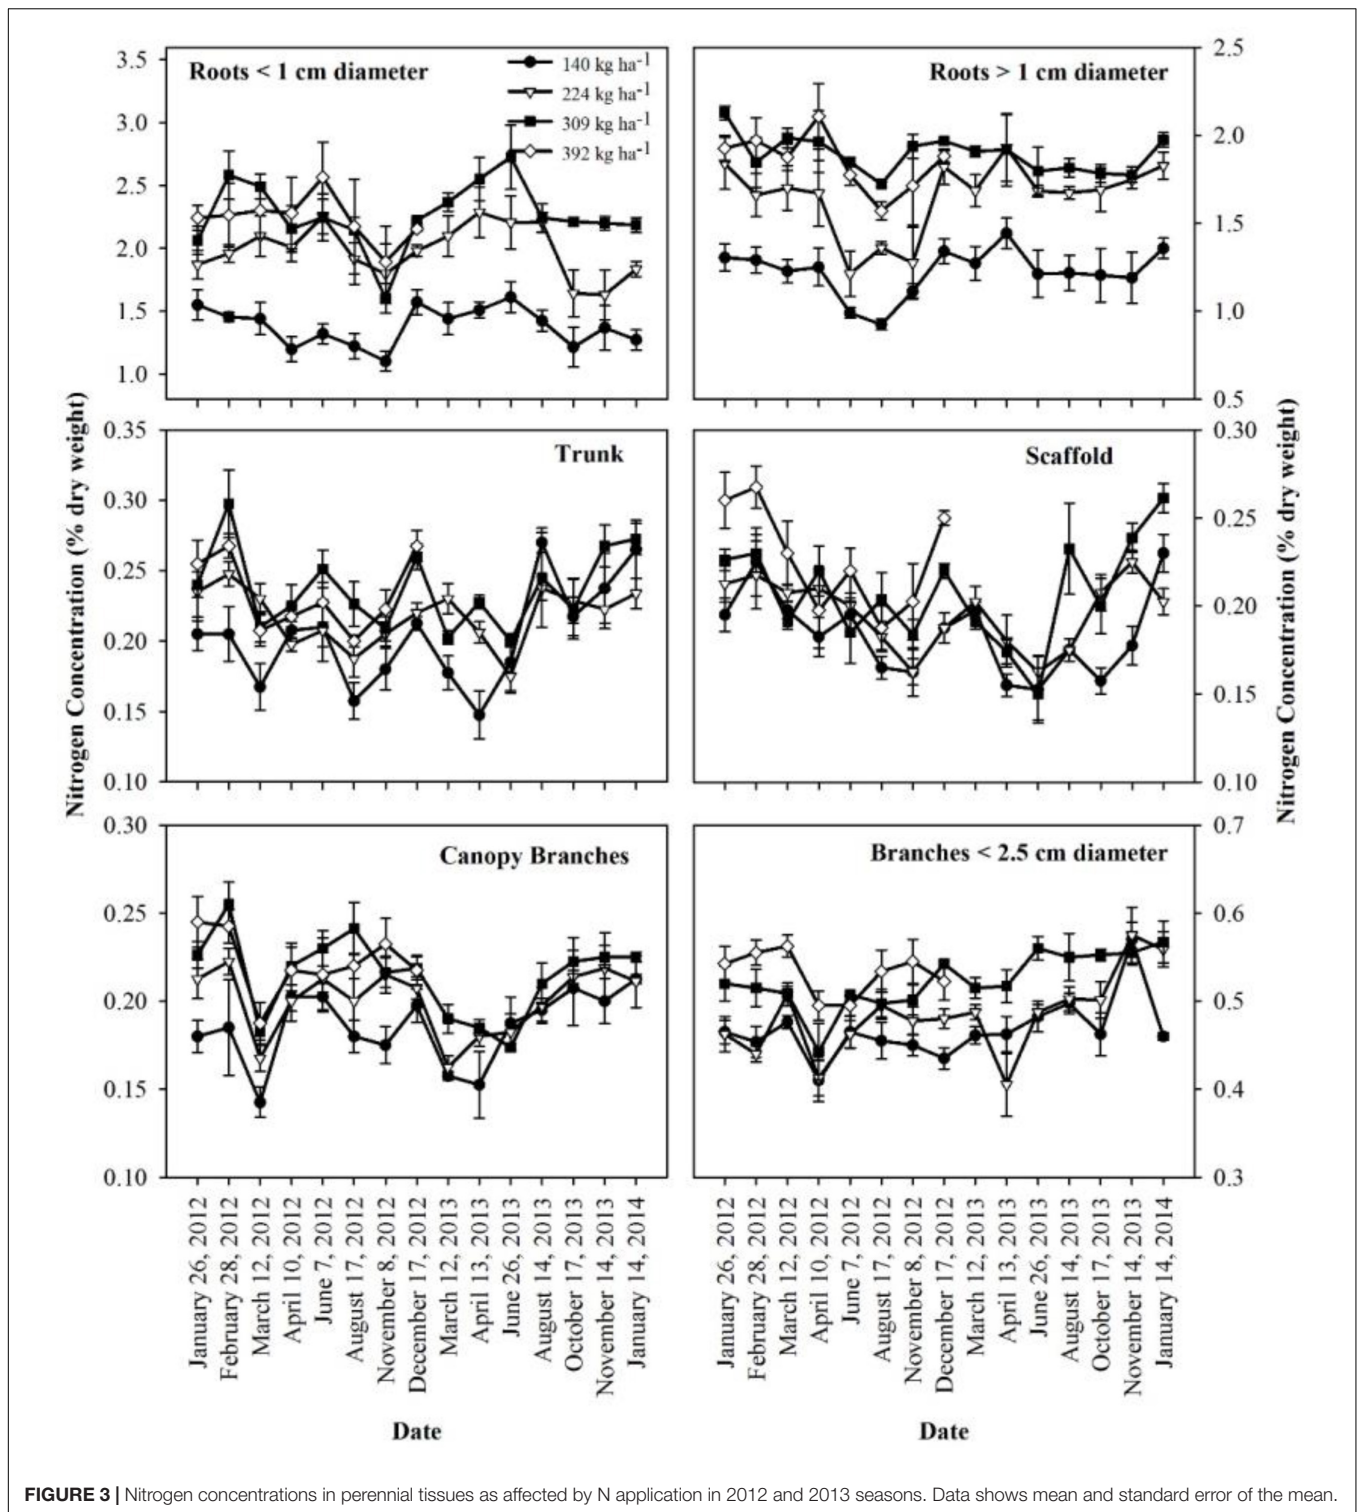 Roots < 1 cm diameter
140 kg ha-1
224 kg ha-1
309 kg ha-1
392 kg ha-1
3.5
3.0
2.5
2.0
1.5
1.0
Roots > 1 cm diameter
2.5
2.0
1.5
1.0
0.5
Nitrogen Concentration (% dry weight)
Trunk
0.35
0.30
0.25
0.20
0.15
0.10
Scaffold
0.30
0.25
0.20
0.15
0.10
Nitrogen Concentration (% dry weight)
Canopy Branches
0.30
0.25
0.20
0.15
0.10
Branches < 2.5 cm diameter
0.7
0.6
0.5
0.4
0.3
January 26, 2012
February 28, 2012
March 12, 2012
April 10, 2012
June 7, 2012
August 17, 2012
November 8, 2012
December 17, 2012
March 12, 2013
April 13, 2013
June 26, 2013
August 14, 2013
October 17, 2013
November 14, 2013
January 14, 2014
Date
January 26, 2012
February 28, 2012
March 12, 2012
April 10, 2012
June 7, 2012
August 17, 2012
November 8, 2012
December 17, 2012
March 12, 2013
April 13, 2013
June 26, 2013
August 14, 2013
October 17, 2013
November 14, 2013
January 14, 2014
Date
FIGURE 3 | Nitrogen concentrations in perennial tissues as affected by N application in 2012 and 2013 seasons. Data shows mean and standard error of the mean.